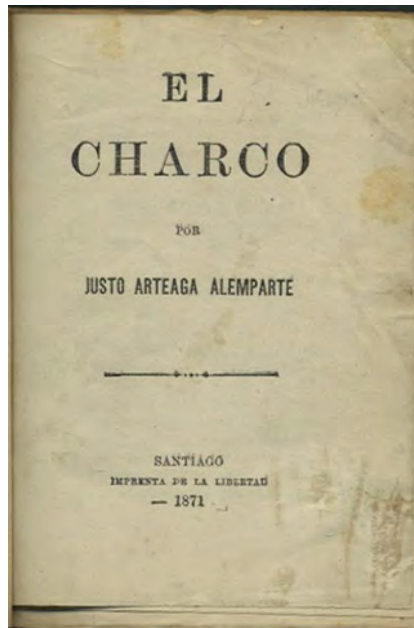 EL
CHARCO
POR
JUSTO ARTEAGA ALEMPARTE
SANTIAGO
IMPRENTA DE LA LIBERTAD
— 1871